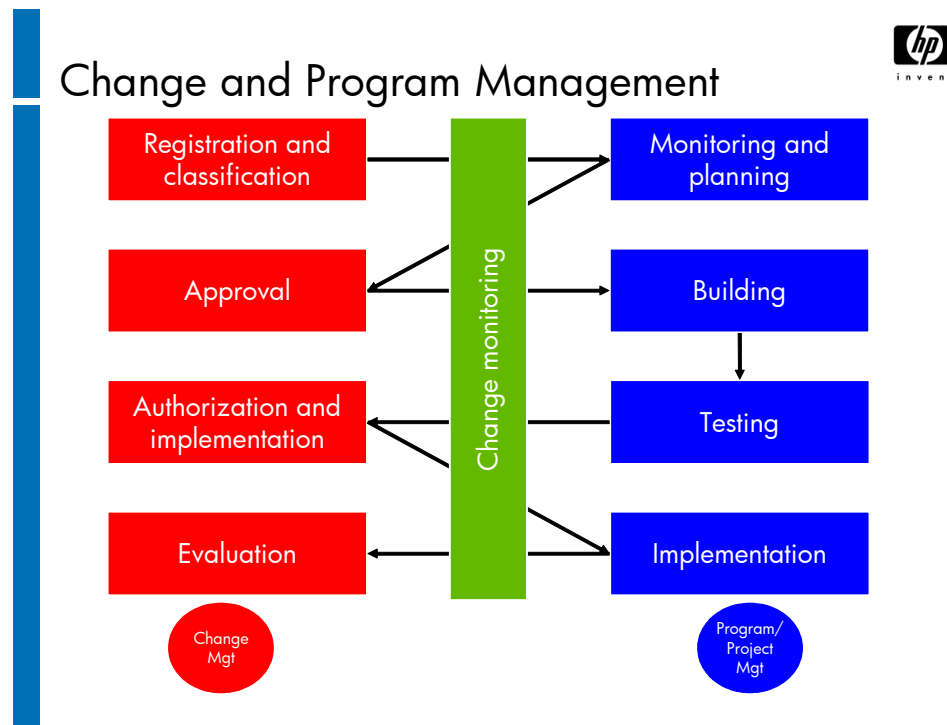 Change and Program Management
hp
inven
Registration and
classification
Monitoring and
planning
Approval
Building
Change monitoring
Authorization and
implementation
Testing
Evaluation
Implementation
Change
Mgt
Program/
Project
Mgt